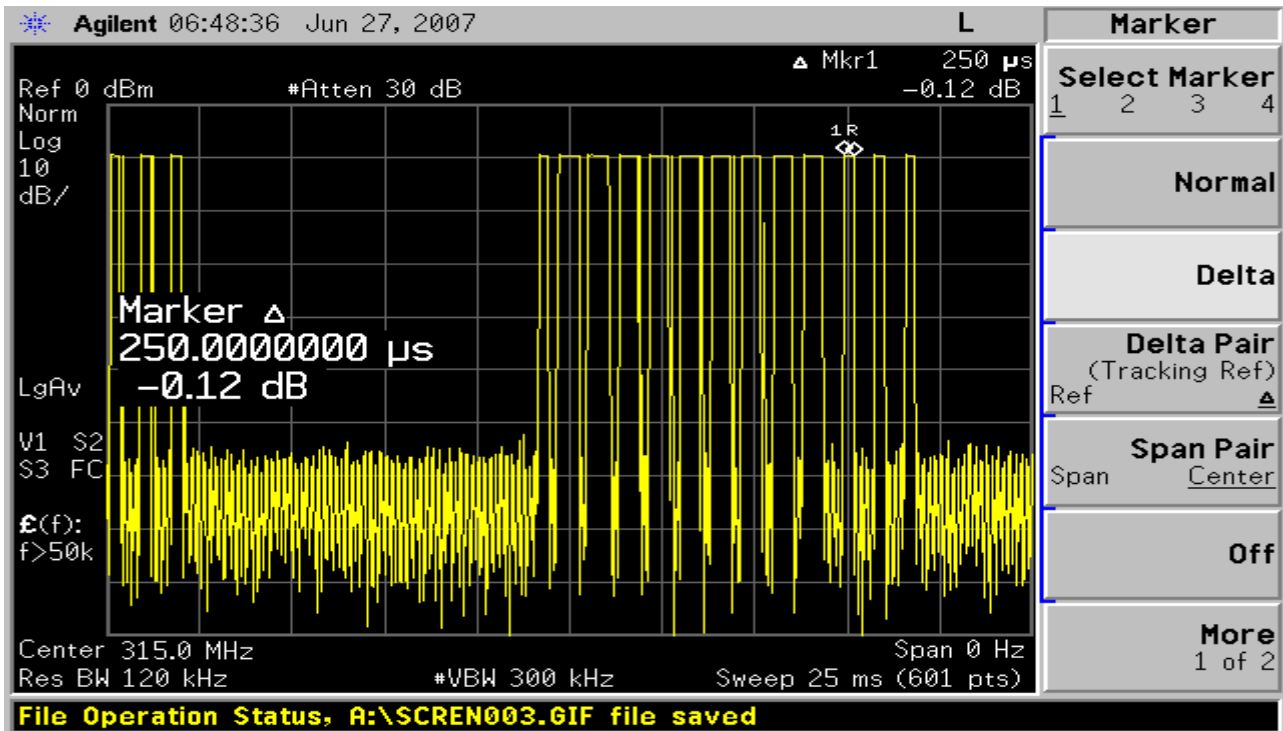 Agilent 06:48:36 Jun 27, 2007 L
Δ Mkr1 250 µs
Ref 0 dBm #Atten 30 dB -0.12 dB
Norm
Log
10
dB/
1R
Marker Δ
250.0000000 µs
-0.12 dB
LgAv
V1 S2
S3 FC
£(f):
f>50k
Center 315.0 MHz Span 0 Hz
Res BW 120 kHz #VBW 300 kHz Sweep 25 ms (601 pts)
File Operation Status, A:\SCREN003.GIF file saved
Marker
Select Marker
1 2 3 4
Normal
Delta
Delta Pair
(Tracking Ref)
Ref Δ
Span Pair
Span Center
Off
More
1 of 2